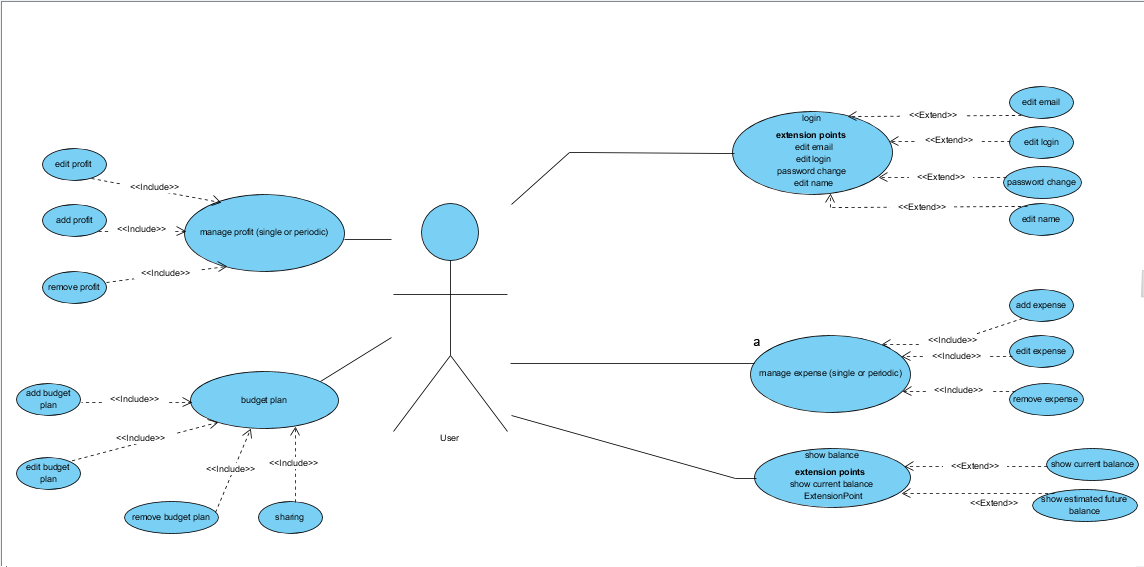 edit profit
<<Include>>
add profit
<<Include>>
remove profit
<<Include>>
manage profit (single or periodic)
add budget
plan
<<Include>>
edit budget
plan
<<Include>>
budget plan
<<Include>>
<<Include>>
remove budget plan
sharing
User
login
extension points
edit email
edit login
password change
edit name
<<Extend>>
edit email
<<Extend>>
edit login
<<Extend>>
password change
<<Extend>>
edit name
a
manage expense (single or periodic)
<<Include>>
add expense
<<Include>>
edit expense
<<Include>>
remove expense
show balance
extension points
show current balance
ExtensionPoint
<<Extend>>
show current balance
<<Extend>>
show estimated future
balance